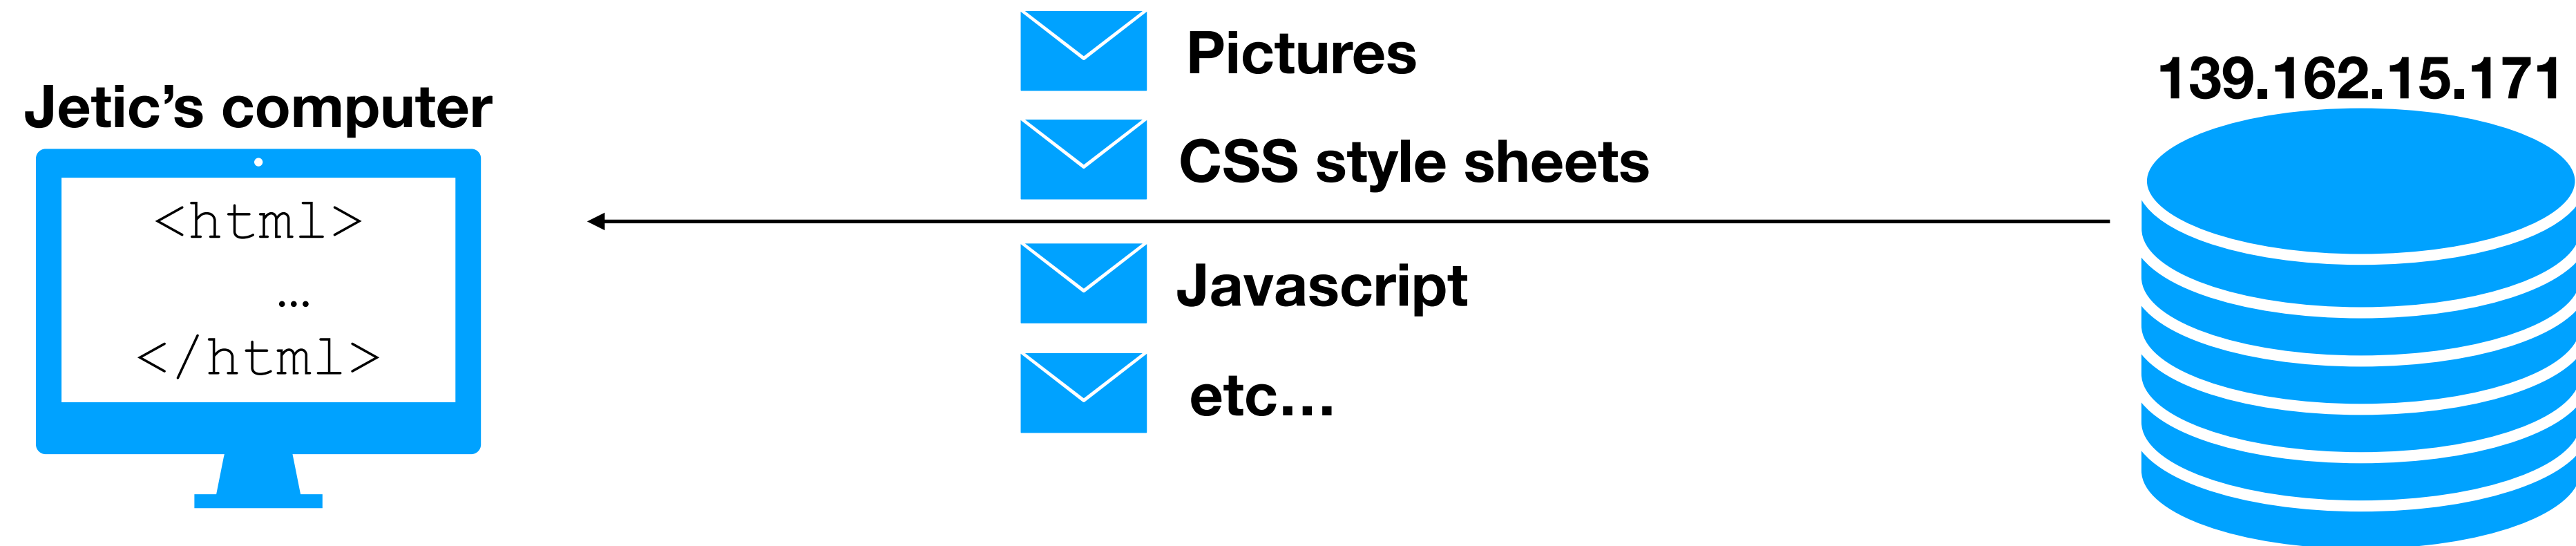 Jetic’s computer
<html>
…
</html>
Pictures
CSS style sheets
Javascript
etc…
139.162.15.171